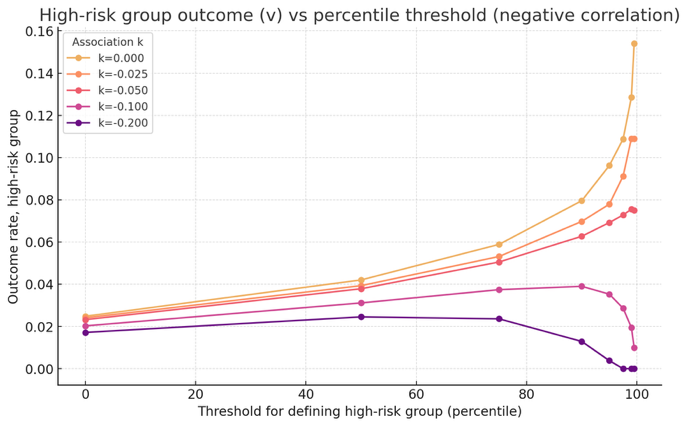 High-risk group outcome (v) vs percentile threshold (negative correlation)
Association k
k=0.000
k=-0.025
k=-0.050
k=-0.100
k=-0.200
Outcome rate, high-risk group
0.16
0.14
0.12
0.10
0.08
0.06
0.04
0.02
0.00
0 20 40 60 80 100
Threshold for defining high-risk group (percentile)